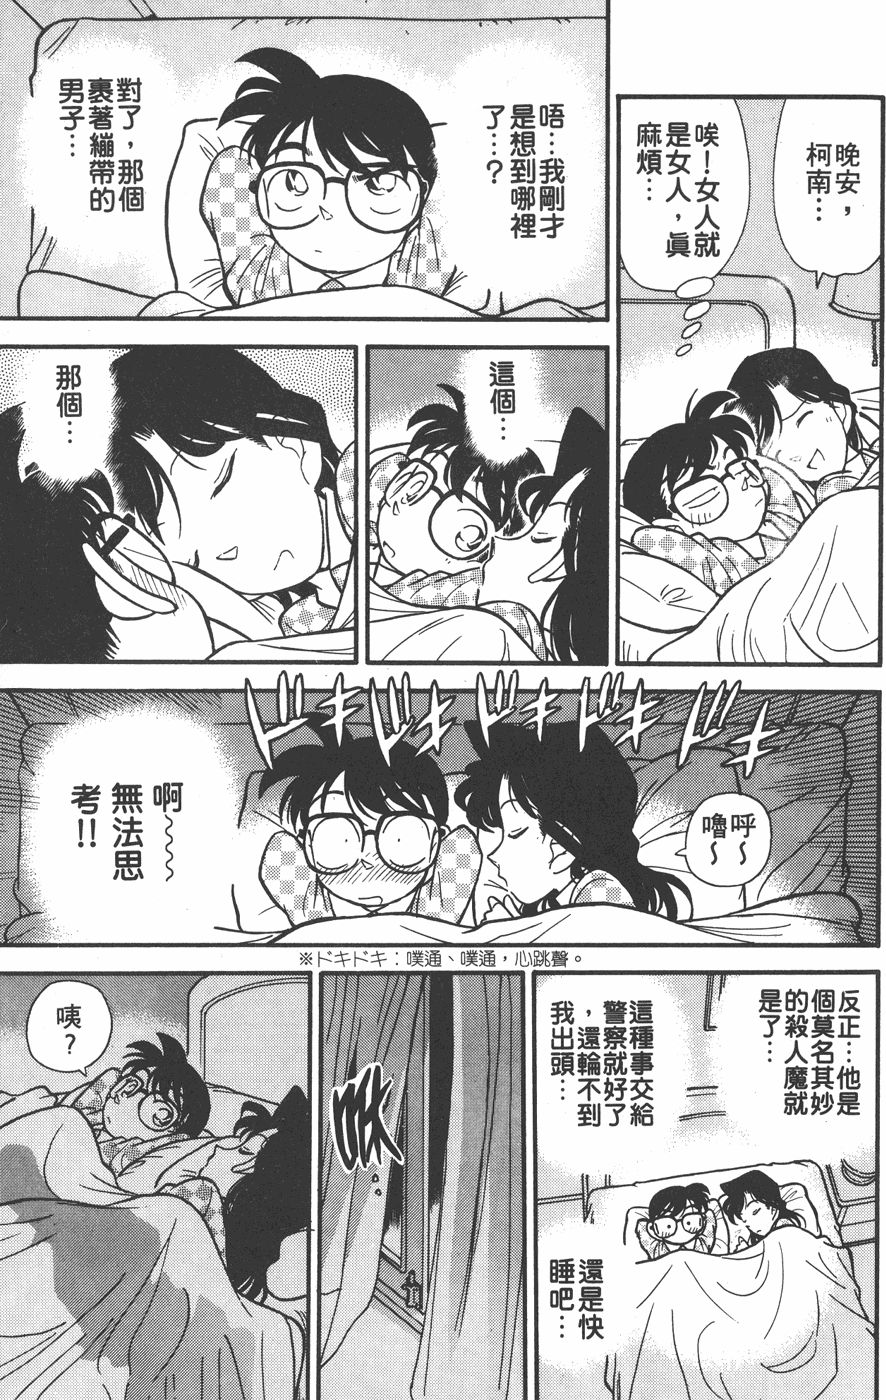 晚安，
柯南…
唉！女人就
是女人，眞
麻煩…
唔…我剛才
是想到哪裡
了…？
對了，那個
裹著繃帶的
男子…
這個…
那個…
ドキドキドキドキ
呼～
嚕～
啊～～
無法思
考!!
※ドキドキ：噗通、噗通，心跳聲。
反正…他是
個莫名其妙
的殺人魔就
是了…
這種事交給
警察就好了
，還輪不到
我出頭…
還是快
睡吧…
咦？